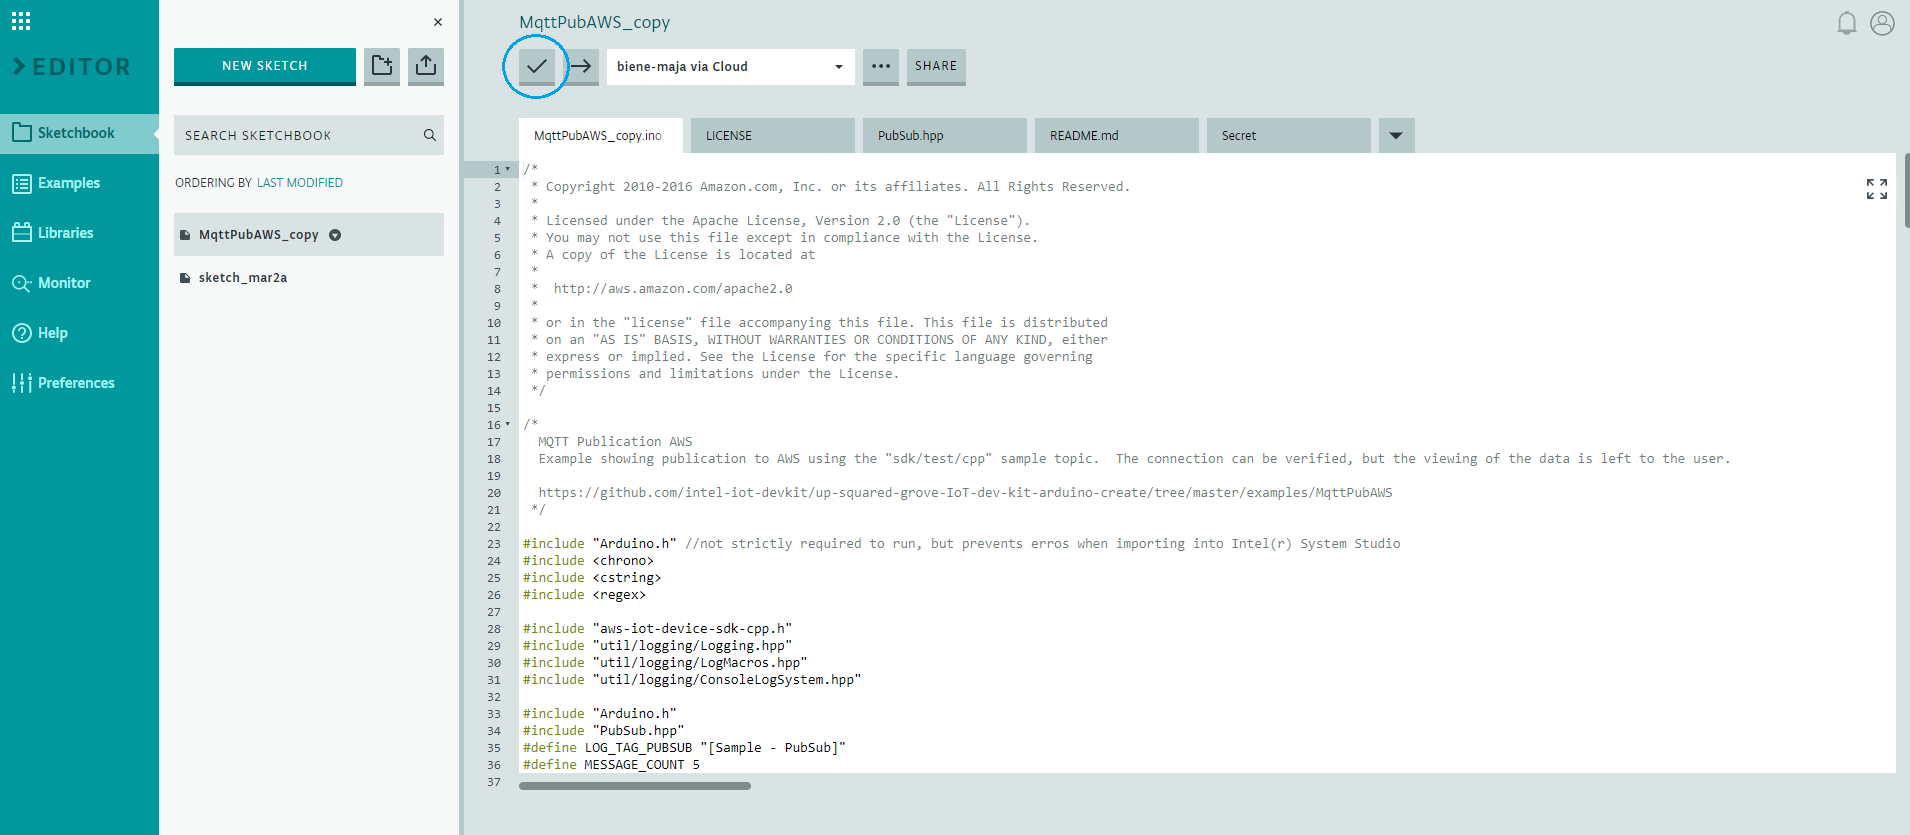 MqttPubAWS_copy
EDITOR
NEW SKETCH
biene-maja via Cloud
SHARE
Sketchbook
Examples
Libraries
Monitor
Help
Preferences
SEARCH SKETCHBOOK
ORDERING BY LAST MODIFIED
MqttPubAWS_copy
sketch_mar2a
MqttPubAWS_copy.ino
LICENSE
PubSub.hpp
README.md
Secret
1 /*
2  * Copyright 2010-2016 Amazon.com, Inc. or its affiliates. All Rights Reserved.
3  *
4  * Licensed under the Apache License, Version 2.0 (the "License").
5  * You may not use this file except in compliance with the License.
6  * A copy of the License is located at
7  *
8  *  http://aws.amazon.com/apache2.0
9  *
10  * or in the "license" file accompanying this file. This file is distributed
11  * on an "AS IS" BASIS, WITHOUT WARRANTIES OR CONDITIONS OF ANY KIND, either
12  * express or implied. See the License for the specific language governing
13  * permissions and limitations under the License.
14  */
15
16 /*
17   MQTT Publication AWS
18   Example showing publication to AWS using the "sdk/test/cpp" sample topic.  The connection can be verified, but the viewing of the data is left to the user.
19
20   https://github.com/intel-iot-devkit/up-squared-grove-IoT-dev-kit-arduino-create/tree/master/examples/MqttPubAWS
21  */
22
23 #include "Arduino.h" //not strictly required to run, but prevents erros when importing into Intel(r) System Studio
24 #include <chrono>
25 #include <cstring>
26 #include <regex>
27
28 #include "aws-iot-device-sdk-cpp.h"
29 #include "util/logging/Logging.hpp"
30 #include "util/logging/LogMacros.hpp"
31 #include "util/logging/ConsoleLogSystem.hpp"
32
33 #include "Arduino.h"
34 #include "PubSub.hpp"
35 #define LOG_TAG_PUBSUB "[Sample - PubSub]"
36 #define MESSAGE_COUNT 5
37